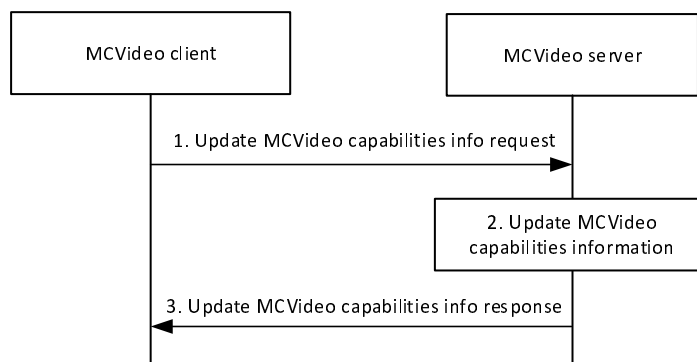 MCVideo client
MCVideo server
1. Update MCVideo capabilities info request
2. Update MCVideo
capabilities information
3. Update MCVideo capabilities info response